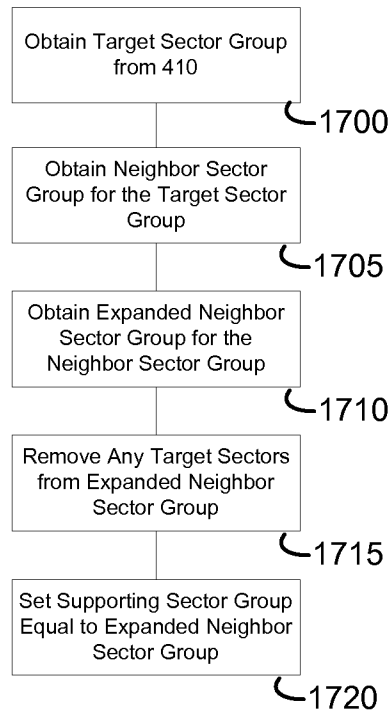 Obtain Target Sector Group
from 410
1700
Obtain Neighbor Sector
Group for the Target Sector
Group
1705
Obtain Expanded Neighbor
Sector Group for the
Neighbor Sector Group
1710
Remove Any Target Sectors
from Expanded Neighbor
Sector Group
1715
Set Supporting Sector Group
Equal to Expanded Neighbor
Sector Group
1720